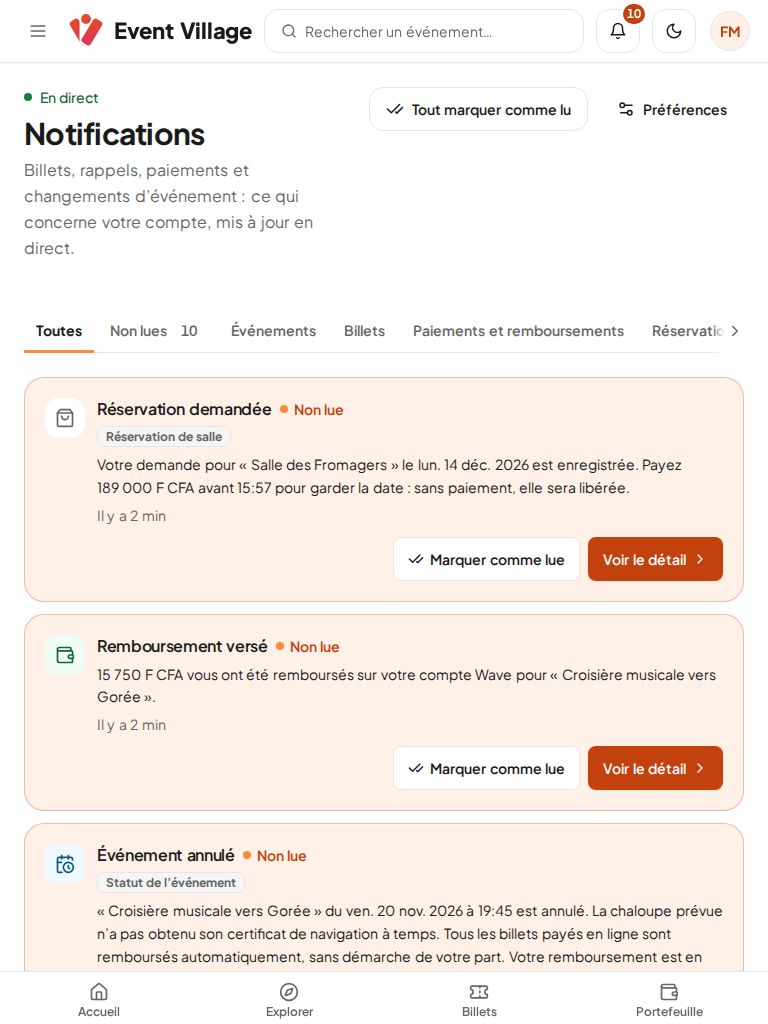 Event Village
Rechercher un événement…
10
FM
En direct
Tout marquer comme lu
Préférences
Notifications
Billets, rappels, paiements et
changements d’événement : ce qui
concerne votre compte, mis à jour en
direct.
Toutes
Non lues 10
Événements
Billets
Paiements et remboursements
Réservatio
Réservation demandée
Non lue
Réservation de salle
Votre demande pour « Salle des Fromagers » le lun. 14 déc. 2026 est enregistrée. Payez
189 000 F CFA avant 15:57 pour garder la date : sans paiement, elle sera libérée.
Il y a 2 min
Marquer comme lue
Voir le détail
Remboursement versé
Non lue
15 750 F CFA vous ont été remboursés sur votre compte Wave pour « Croisière musicale vers
Gorée ».
Il y a 2 min
Marquer comme lue
Voir le détail
Événement annulé
Non lue
Statut de l’événement
« Croisière musicale vers Gorée » du ven. 20 nov. 2026 à 19:45 est annulé. La chaloupe prévue
n’a pas obtenu son certificat de navigation à temps. Tous les billets payés en ligne sont
remboursés automatiquement, sans démarche de votre part. Votre remboursement est en
Accueil
Explorer
Billets
Portefeuille